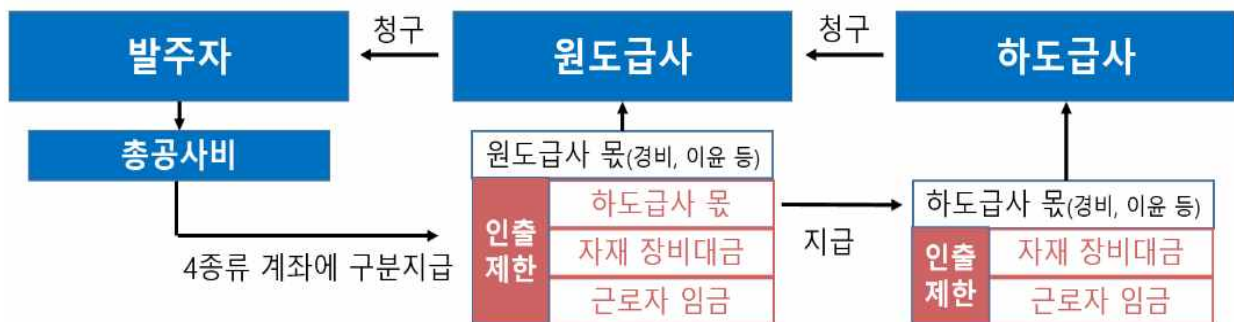 발주자
청구
원도급사
청구
하도급사
총공사비
4종류 계좌에 구분지급
원도급사 몫(경비, 이윤 등)
인출
제한
하도급사 몫
자재 장비대금
근로자 임금
지급
하도급사 몫(경비, 이윤 등)
인출
제한
자재 장비대금
근로자 임금